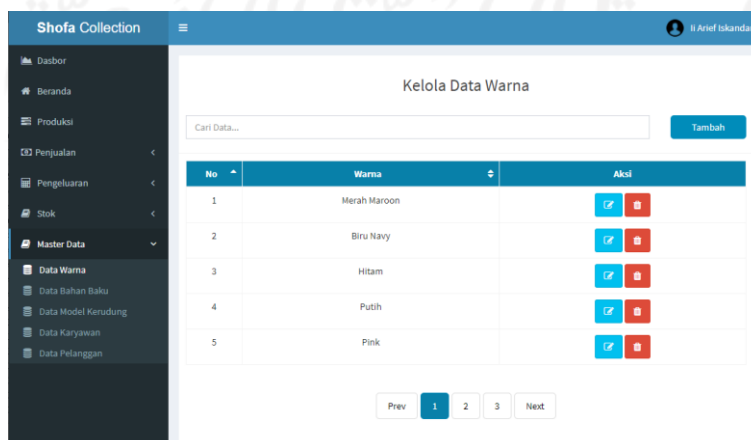 Shofa Collection
Ii Arief Iskandar
Dasbor
Beranda
Produksi
Penjualan
Pengeluaran
Stok
Master Data
Data Warna
Data Bahan Baku
Data Model Kerudung
Data Karyawan
Data Pelanggan
Kelola Data Warna
Cari Data...
Tambah
No Warna Aksi
1 Merah Maroon
2 Biru Navy
3 Hitam
4 Putih
5 Pink
Prev 1 2 3 Next